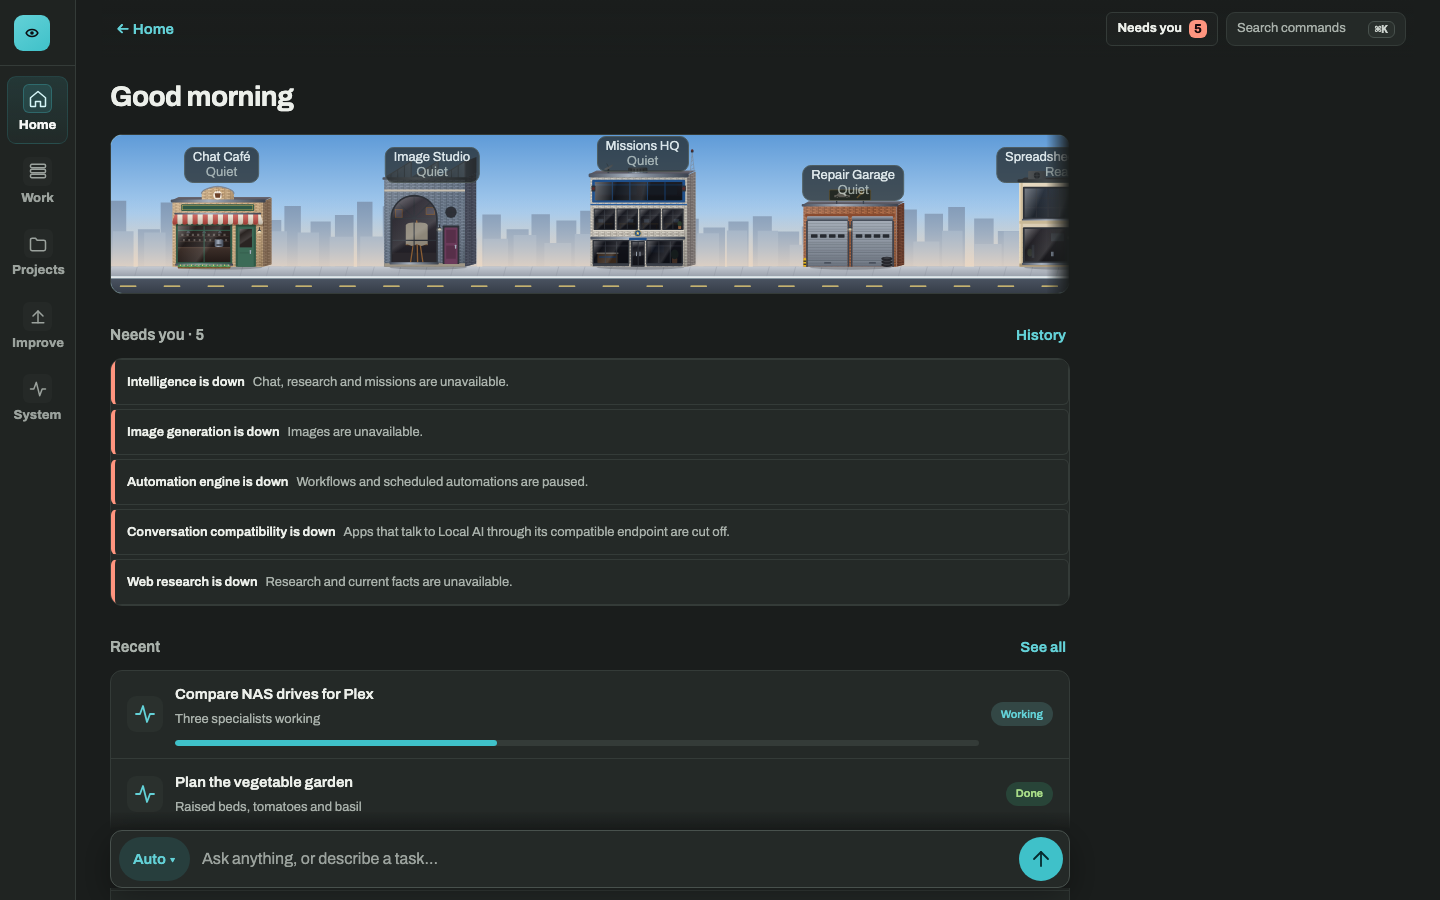 ← Home
Needs you 5
Search commands ⌘K
Home
Work
Projects
Improve
System
Good morning
Chat Café
Quiet
Image Studio
Quiet
Missions HQ
Quiet
Repair Garage
Quiet
Spreadshe
Rea
Needs you · 5
History
Intelligence is down Chat, research and missions are unavailable.
Image generation is down Images are unavailable.
Automation engine is down Workflows and scheduled automations are paused.
Conversation compatibility is down Apps that talk to Local AI through its compatible endpoint are cut off.
Web research is down Research and current facts are unavailable.
Recent
See all
Compare NAS drives for Plex
Three specialists working
Working
Plan the vegetable garden
Raised beds, tomatoes and basil
Done
Auto ▾
Ask anything, or describe a task...